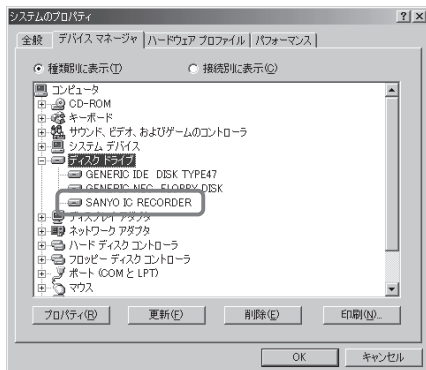 システムのプロパティ
全般 デバイス マネージャ ハードウェア プロファイル パフォーマンス
種類別に表示(T) 接続別に表示(C)
コンピュータ
CD-ROM
キーボード
サウンド、ビデオ、およびゲームのコントローラ
システム デバイス
ディスク ドライブ
GENERIC IDE DISK TYPE47
GENERIC NEC FLOPPY DISK
SANYO IC RECORDER
ディスプレイ アダプタ
ネットワーク アダプタ
ハード ディスク コントローラ
フロッピー ディスク コントローラ
ポート (COM と LPT)
マウス
プロパティ(R) 更新(F) 削除(E) 印刷(N)...
OK キャンセル